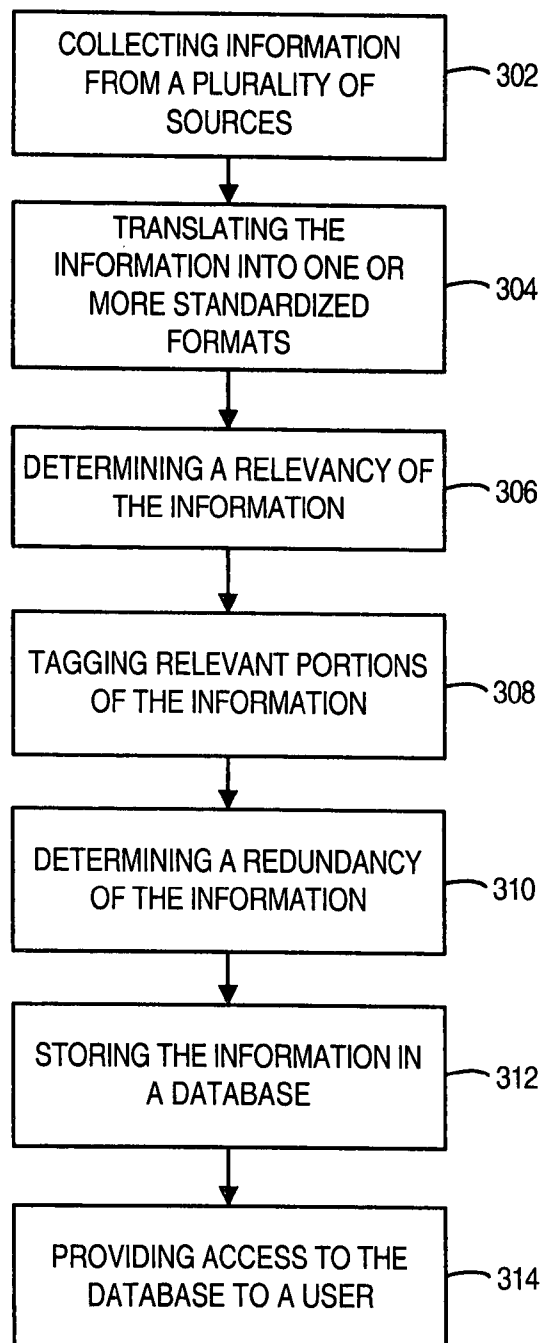 COLLECTING INFORMATION
FROM A PLURALITY OF
SOURCES
302
TRANSLATING THE
INFORMATION INTO ONE OR
MORE STANDARDIZED
FORMATS
304
DETERMINING A RELEVANCY OF
THE INFORMATION
306
TAGGING RELEVANT PORTIONS
OF THE INFORMATION
308
DETERMINING A REDUNDANCY
OF THE INFORMATION
310
STORING THE INFORMATION IN
A DATABASE
312
PROVIDING ACCESS TO THE
DATABASE TO A USER
314